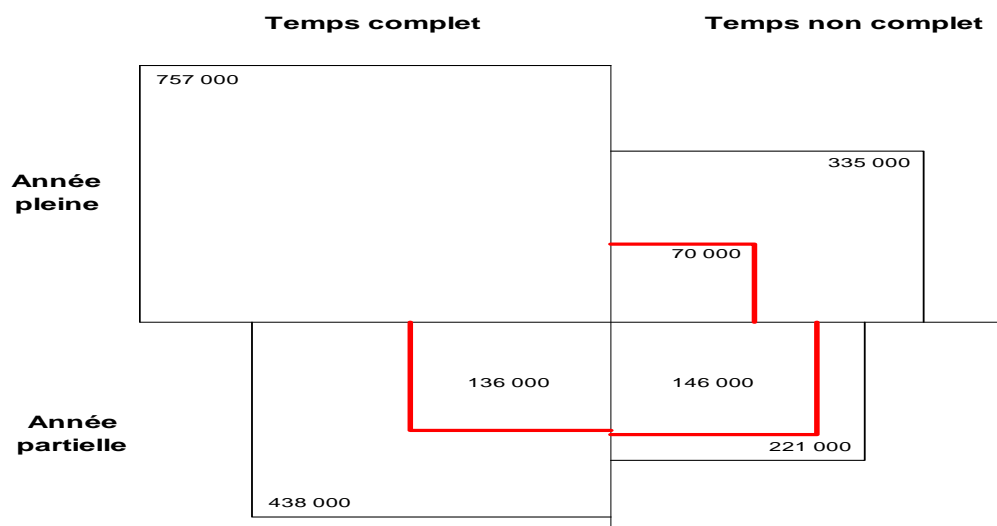 Temps complet
Temps non complet
757 000
335 000
Année
pleine
70 000
136 000
146 000
Année
partielle
221 000
438 000